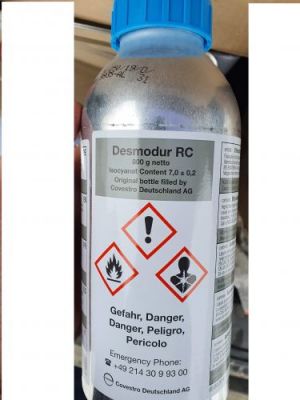 Desmodur RC
800 g netto
Isocyanat Content 7,0 ± 0,2
Original bottle filled by
Covestro Deutschland AG
Gefahr, Danger,
Danger, Peligro,
Pericolo
Emergency Phone:
☎ +49 214 30 9 93 00
Covestro Deutschland AG